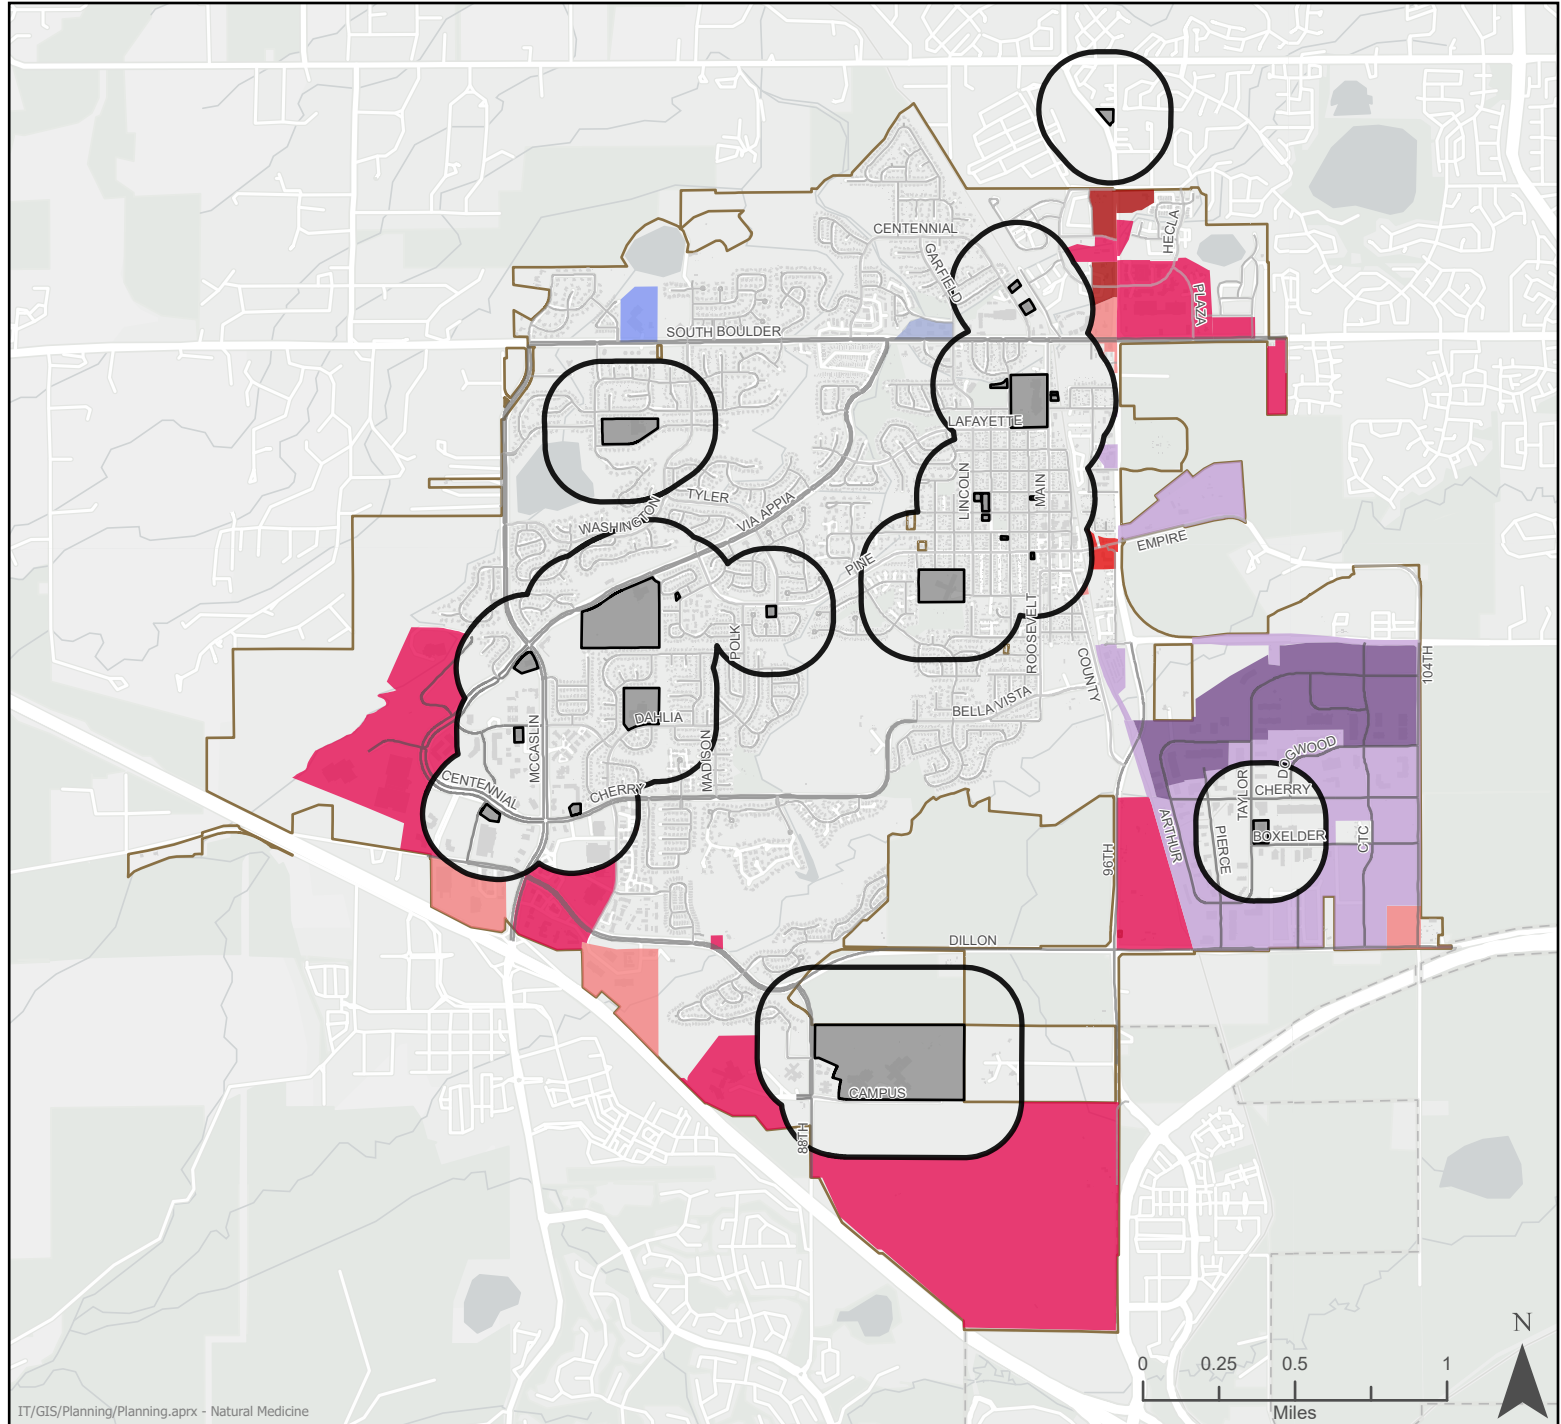 CENTENNIAL
HECLA
GARFIELD
PLAZA
SOUTH BOULDER
LAFAYETTE
LINCOLN
MAIN
TYLER
WASHINGTON
VIA APPIA
EMPIRE
PINE
POLK
ROOSEVELT
COUNTY
104TH
BELLA VISTA
DAHLIA
MCCASLIN
MADISON
DOGWOOD
CENTENNIAL
CHERRY
TAYLOR
CHERRY
ARTHUR
PIERCE
BOXELDER
CTC
96TH
DILLON
CAMPUS
88TH
N
0 0.25 0.5 1
Miles
IT/GIS/Planning/Planning.aprx - Natural Medicine